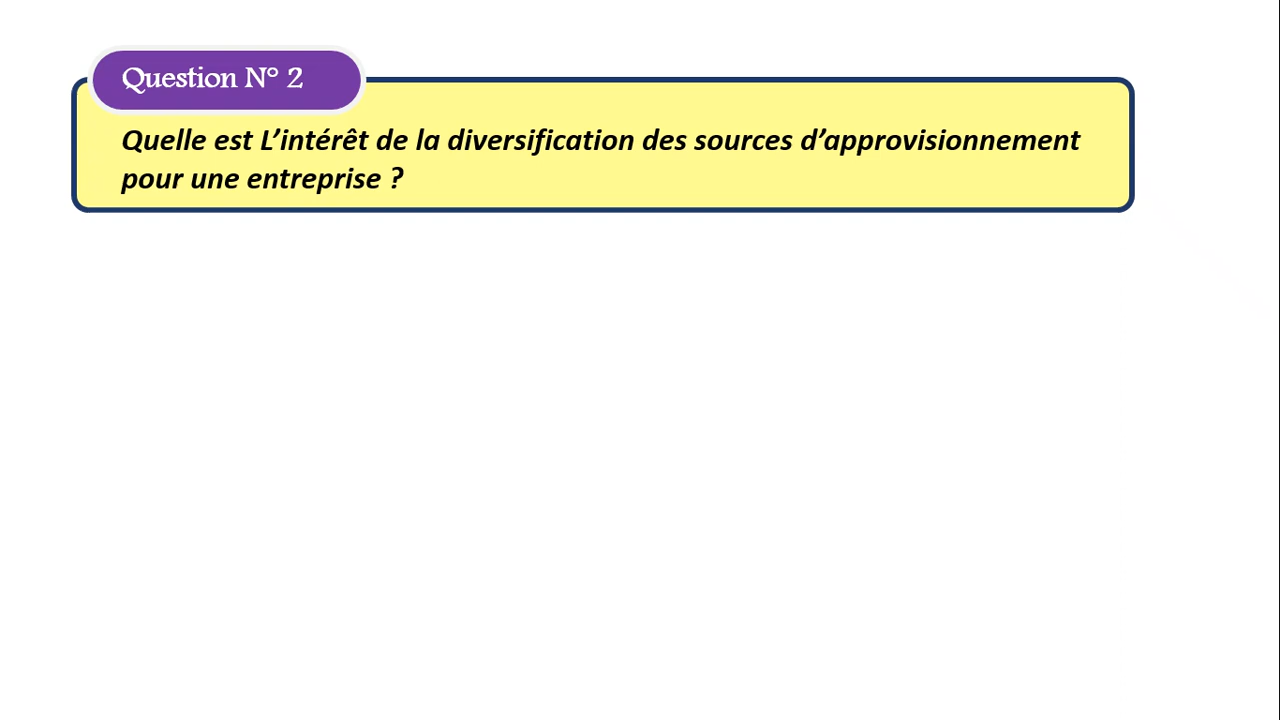 Question N° 2
Quelle est L’intérêt de la diversification des sources d’approvisionnement
pour une entreprise ?